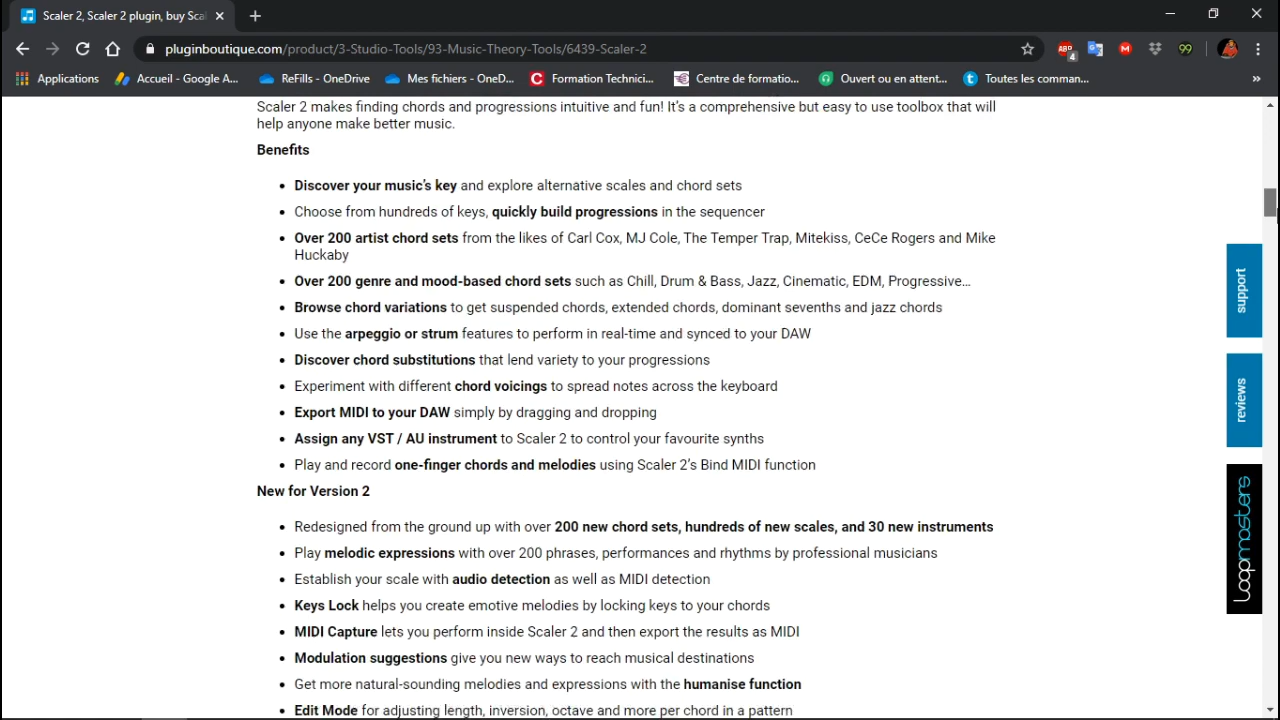 Scaler 2, Scaler 2 plugin, buy Scal
pluginboutique.com/product/3-Studio-Tools/93-Music-Theory-Tools/6439-Scaler-2
ABP
4
M
99
Applications
Accueil - Google A...
ReFills - OneDrive
Mes fichiers - OneD...
C
Formation Technici...
Centre de formatio...
Ouvert ou en attent...
t
Toutes les comman...
»
Scaler 2 makes finding chords and progressions intuitive and fun! It's a comprehensive but easy to use toolbox that will
help anyone make better music.
Benefits
• Discover your music's key and explore alternative scales and chord sets
• Choose from hundreds of keys, quickly build progressions in the sequencer
• Over 200 artist chord sets from the likes of Carl Cox, MJ Cole, The Temper Trap, Mitekiss, CeCe Rogers and Mike
Huckaby
• Over 200 genre and mood-based chord sets such as Chill, Drum & Bass, Jazz, Cinematic, EDM, Progressive...
• Browse chord variations to get suspended chords, extended chords, dominant sevenths and jazz chords
• Use the arpeggio or strum features to perform in real-time and synced to your DAW
• Discover chord substitutions that lend variety to your progressions
• Experiment with different chord voicings to spread notes across the keyboard
• Export MIDI to your DAW simply by dragging and dropping
• Assign any VST / AU instrument to Scaler 2 to control your favourite synths
• Play and record one-finger chords and melodies using Scaler 2's Bind MIDI function
New for Version 2
• Redesigned from the ground up with over 200 new chord sets, hundreds of new scales, and 30 new instruments
• Play melodic expressions with over 200 phrases, performances and rhythms by professional musicians
• Establish your scale with audio detection as well as MIDI detection
• Keys Lock helps you create emotive melodies by locking keys to your chords
• MIDI Capture lets you perform inside Scaler 2 and then export the results as MIDI
• Modulation suggestions give you new ways to reach musical destinations
• Get more natural-sounding melodies and expressions with the humanise function
• Edit Mode for adjusting length, inversion, octave and more per chord in a pattern
support
reviews
loopmasters